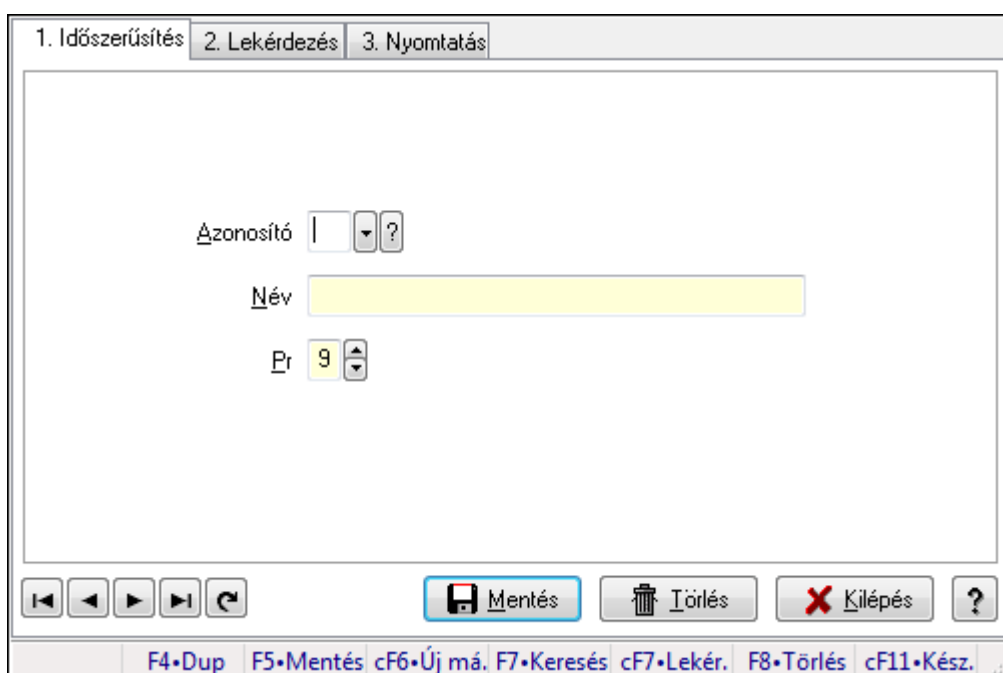 1. Időszerűsítés 2. Lekérdezés 3. Nyomtatás
Azonosító ?
Név
Pr 9
Mentés Törlés Kilépés ?
F4•Dup F5•Mentés cF6•Új má. F7•Keresés cF7•Lekér. F8•Törlés cF11•Kész.